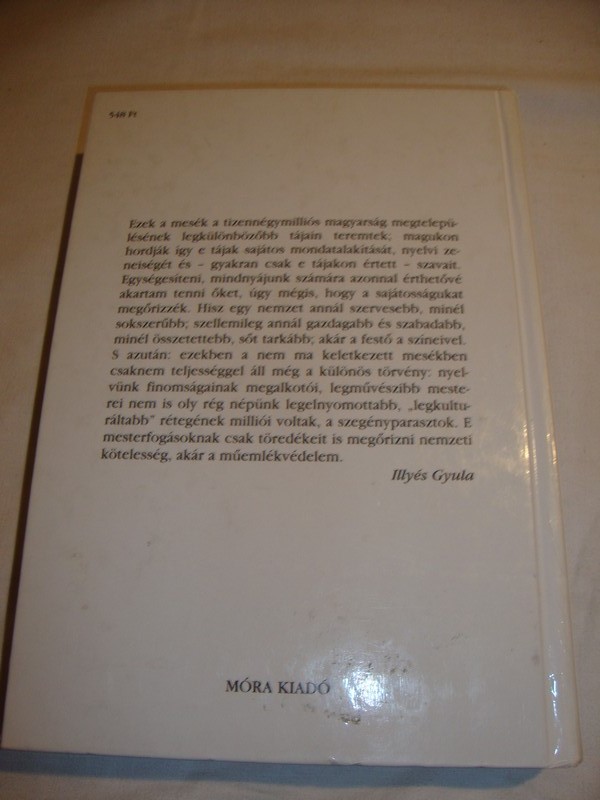 548 Ft
Ezek a mesék a tizennégymilliós magyarság megtelepü-
lésének legkülönbözőbb tájain teremtek; magukon
hordják így e tájak sajátos mondatalakítását, nyelvi ze-
neiségét és – gyakran csak e tájakon értett – szavait.
Egységesíteni, mindnyájunk számára azonnal érthetővé
akartam tenni őket, úgy mégis, hogy a sajátosságukat
megőrizzék. Hisz egy nemzet annál szervesebb, minél
sokszerűbb; szellemileg annál gazdagabb és szabadabb,
minél összetettebb, sőt tarkább; akár a festő a színeivel.
S azután: ezekben a nem ma keletkezett mesékben
csaknem teljességgel áll még a különös törvény: nyel-
vünk finomságainak megalkotói, legművészibb meste-
rei nem is oly rég népünk legelnyomottabb, „legkultu-
ráltabb” rétegének milliói voltak, a szegényparasztok. E
mesterfogásoknak csak töredékeit is megőrizni nemzeti
kötelesség, akár a műemlékvédelem.
Illyés Gyula
MÓRA KIADÓ